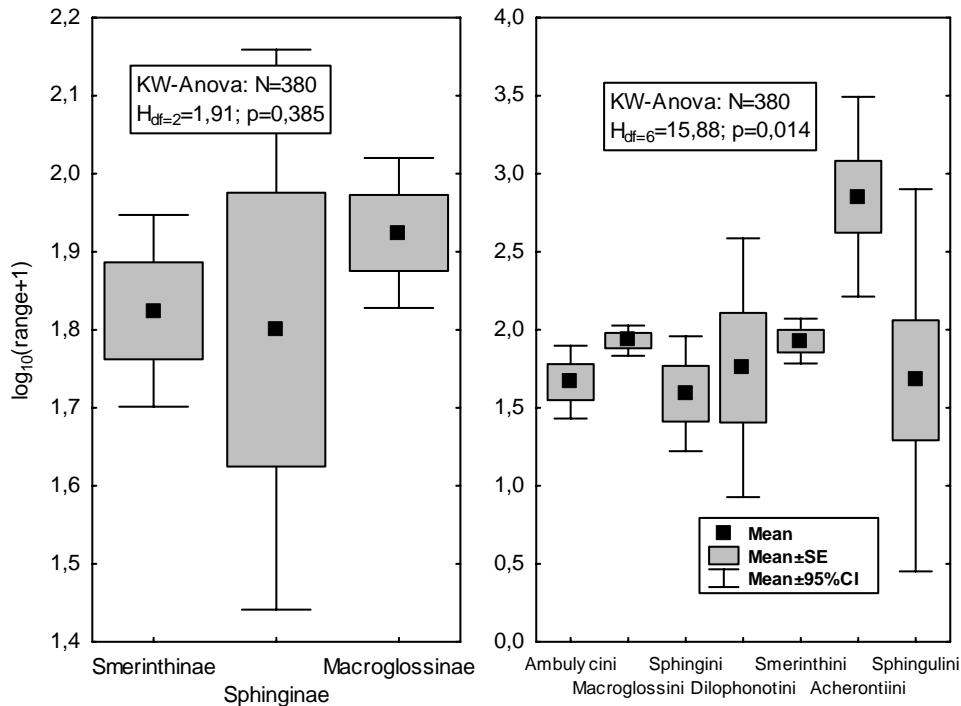 log10(range+1)
2,2
2,1
2,0
1,9
1,8
1,7
1,6
1,5
1,4
KW-Anova: N=380
Hdf=2=1,91; p=0,385
Smerinthinae
Sphinginae
Macroglossinae
4,0
3,5
3,0
2,5
2,0
1,5
1,0
0,5
0,0
KW-Anova: N=380
Hdf=6=15,88; p=0,014
Mean
Mean±SE
Mean±95%CI
Ambulycini
Macroglossini
Sphingini
Dilophonotini
Smerinthini
Acherontiini
Sphingulini